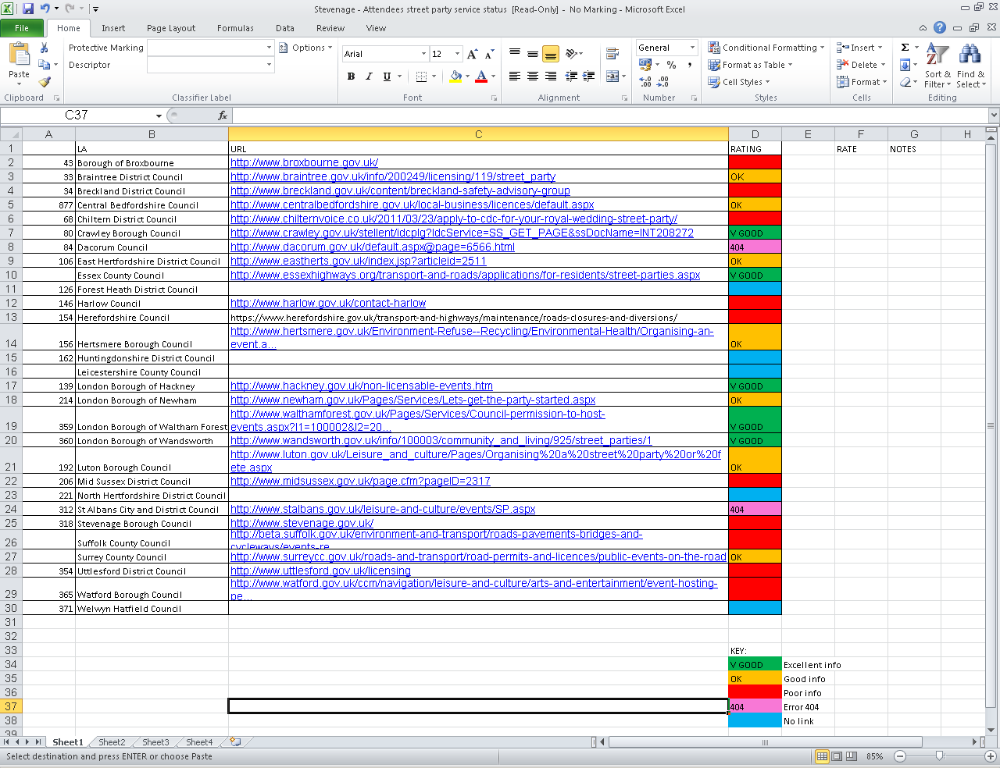 Stevenage - Attendees street party service status [Read-Only] - No Marking - Microsoft Excel
File Home Insert Page Layout Formulas Data Review View
Protective Marking
Descriptor
Options
Paste
Clipboard
Classifier Label
Arial 12
B I U
Font
Alignment
General
% ,
Number
Conditional Formatting
Format as Table
Cell Styles
Styles
Insert
Delete
Format
Cells
Σ
Sort & Filter
Find & Select
Editing
C37 fx
A B C D E F G H
1 LA URL RATING RATE NOTES
2 43 Borough of Broxbourne http://www.broxbourne.gov.uk/
3 33 Braintree District Council http://www.braintree.gov.uk/info/200249/licensing/119/street_party OK
4 34 Breckland District Council http://www.breckland.gov.uk/content/breckland-safety-advisory-group
5 877 Central Bedfordshire Council http://www.centralbedfordshire.gov.uk/local-business/licences/default.aspx OK
6 68 Chiltern District Council http://www.chilternvoice.co.uk/2011/03/23/apply-to-cdc-for-your-royal-wedding-street-party/
7 80 Crawley Borough Council http://www.crawley.gov.uk/stellent/idcplg?IdcService=SS_GET_PAGE&ssDocName=INT208272 V GOOD
8 84 Dacorum Council http://www.dacorum.gov.uk/default.aspx@page=6566.html 404
9 106 East Hertfordshire District Council http://www.eastherts.gov.uk/index.jsp?articleid=2511 OK
10 Essex County Council http://www.essexhighways.org/transport-and-roads/applications/for-residents/street-parties.aspx V GOOD
11 126 Forest Heath District Council
12 146 Harlow Council http://www.harlow.gov.uk/contact-harlow
13 154 Herefordshire Council https://www.herefordshire.gov.uk/transport-and-highways/maintenance/roads-closures-and-diversions/
14 156 Hertsmere Borough Council http://www.hertsmere.gov.uk/Environment-Refuse--Recycling/Environmental-Health/Organising-an-event.a... OK
15 162 Huntingdonshire District Council
16 Leicestershire County Council
17 139 London Borough of Hackney http://www.hackney.gov.uk/non-licensable-events.htm V GOOD
18 214 London Borough of Newham http://www.newham.gov.uk/Pages/Services/Lets-get-the-party-started.aspx OK
19 359 London Borough of Waltham Forest http://www.walthamforest.gov.uk/Pages/Services/Council-permission-to-host-events.aspx?l1=100002&l2=20... V GOOD
20 360 London Borough of Wandsworth http://www.wandsworth.gov.uk/info/100003/community_and_living/925/street_parties/1 V GOOD
21 192 Luton Borough Council http://www.luton.gov.uk/Leisure_and_culture/Pages/Organising%20a%20street%20party%20or%20fete.aspx OK
22 206 Mid Sussex District Council http://www.midsussex.gov.uk/page.cfm?pageID=2317
23 221 North Hertfordshire District Council
24 312 St Albans City and District Council http://www.stalbans.gov.uk/leisure-and-culture/events/SP.aspx 404
25 318 Stevenage Borough Council http://www.stevenage.gov.uk/
26 Suffolk County Council http://beta.suffolk.gov.uk/environment-and-transport/roads-pavements-bridges-and-cycleways/events-re
27 Surrey County Council http://www.surreycc.gov.uk/roads-and-transport/road-permits-and-licences/public-events-on-the-road OK
28 354 Uttlesford District Council http://www.uttlesford.gov.uk/licensing
29 365 Watford Borough Council http://www.watford.gov.uk/ccm/navigation/leisure-and-culture/arts-and-entertainment/event-hosting-pe...
30 371 Welwyn Hatfield Council
31
32
33 KEY:
34 V GOOD Excellent info
35 OK Good info
36 Poor info
37 404 Error 404
38 No link
39
Sheet1 Sheet2 Sheet3 Sheet4
Select destination and press ENTER or choose Paste 85%